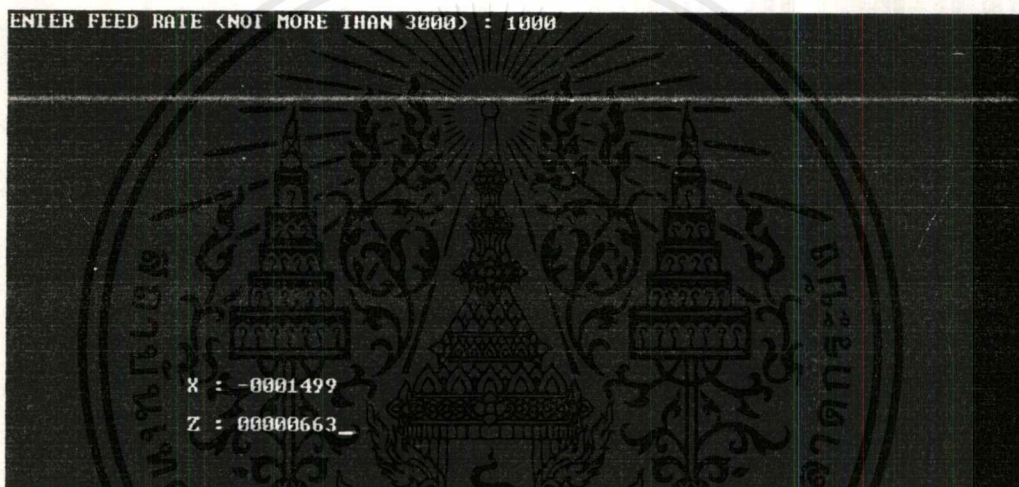 ENTER FEED RATE (NOT MORE THAN 3000) : 1000
X : -0001499
Z : 00000663_